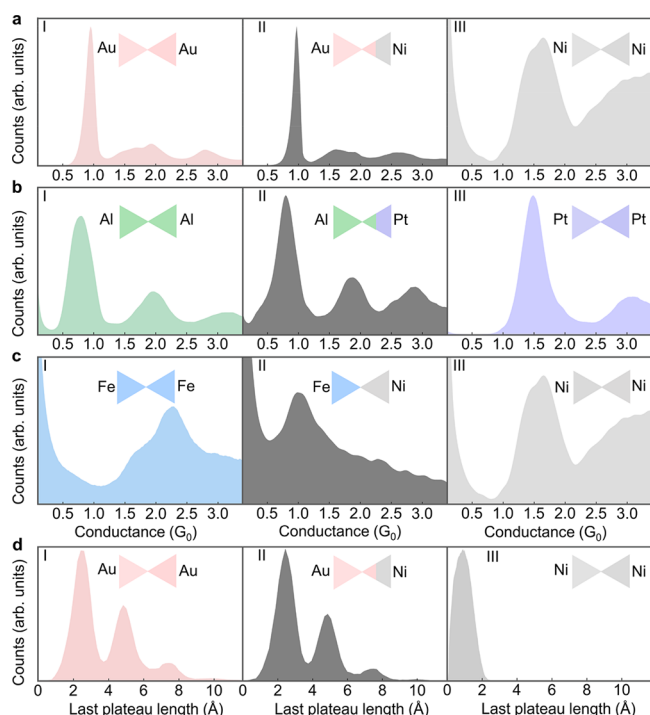 a I II III
Counts (arb. units)
Au Au Au Ni Ni Ni
0.5 1.0 1.5 2.0 2.5 3.0 0.5 1.0 1.5 2.0 2.5 3.0 0.5 1.0 1.5 2.0 2.5 3.0
b I II III
Counts (arb. units)
Al Al Al Pt Pt Pt
0.5 1.0 1.5 2.0 2.5 3.0 0.5 1.0 1.5 2.0 2.5 3.0 0.5 1.0 1.5 2.0 2.5 3.0
c I II III
Counts (arb. units)
Fe Fe Fe Ni Ni Ni
0.5 1.0 1.5 2.0 2.5 3.0 0.5 1.0 1.5 2.0 2.5 3.0 0.5 1.0 1.5 2.0 2.5 3.0
Conductance (G₀) Conductance (G₀) Conductance (G₀)
d I II III
Counts (arb. units)
Au Au Au Ni Ni Ni
0 2 4 6 8 10 0 2 4 6 8 10 0 2 4 6 8 10
Last plateau length (Å) Last plateau length (Å) Last plateau length (Å)